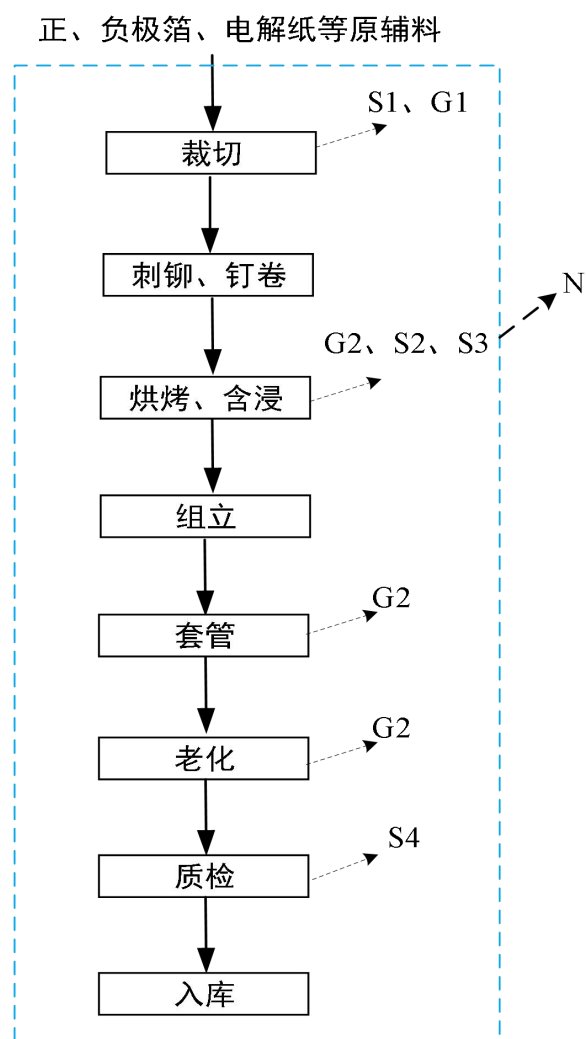 正、负极箔、电解纸等原辅料
S1、G1
裁切
刺铆、钉卷
N
G2、S2、S3
烘烤、含浸
组立
G2
套管
G2
老化
S4
质检
入库